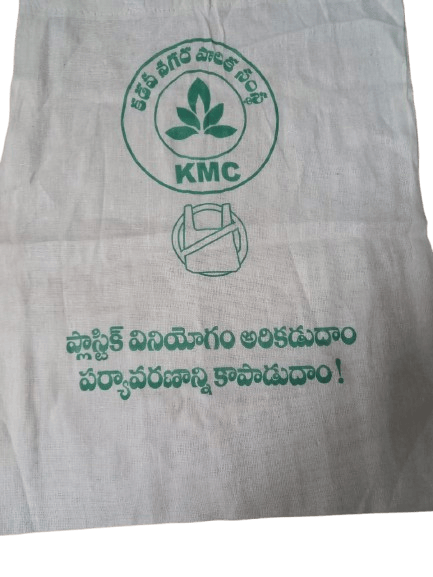 కడప నగర పాలక సంస్థ
KMC
ప్లాస్టిక్ వినియోగం అరికడుదాం
పర్యావరణాన్ని కాపాడుదాం!